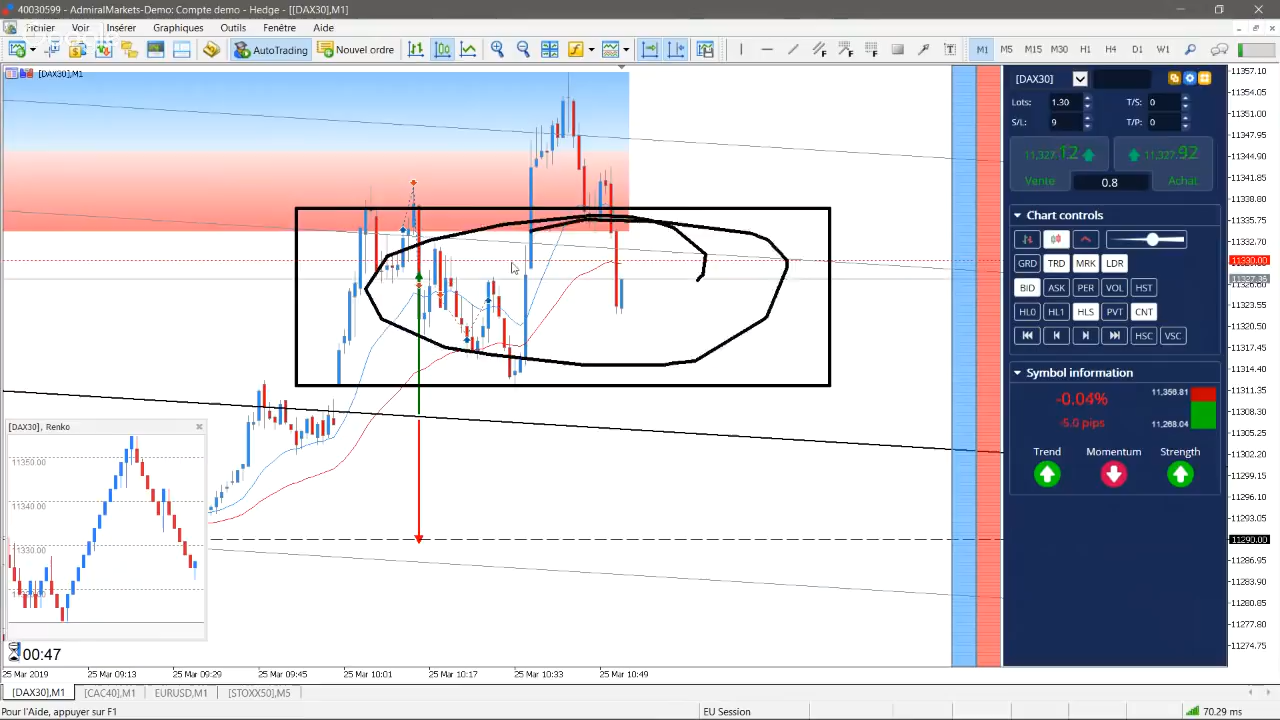 40030599 - AdmiralMarkets-Demo: Compte demo - Hedge - [[DAX30],M1]
Fichier Voir Insérer Graphiques Outils Fenêtre Aide
AutoTrading Nouvel ordre M1 M5 M15 M30 H1 H4 D1 W1
[DAX30],M1
11357.10
11354.05
11351.00
11347.95
11344.90
11341.85
11338.80
11335.75
11332.70
11330.00
11326.60
11323.55
11320.50
11317.45
11314.40
11311.35
11308.30
11305.25
11302.20
11299.15
11296.10
11293.05
11290.00
11286.95
11283.90
11280.85
11277.80
11274.75
[DAX30]
Lots: 1.30 T/S: 0
S/L: 9 T/P: 0
11,327.12 11,327.92
Vente 0.8 Achat
Chart controls
GRD TRD MRK LDR
BID ASK PER VOL HST
HL0 HL1 HLS PVT CNT
HSC VSC
Symbol information
-0.04% 11,356.81
-5.0 pips 11,268.04
Trend Momentum Strength
[DAX30], Renko
11350.00
11340.00
11330.00
00:47
25 Mar 2019 25 Mar 09:13 25 Mar 09:29 25 Mar 09:45 25 Mar 10:01 25 Mar 10:17 25 Mar 10:33 25 Mar 10:49
[DAX30],M1 [CAC40],M1 EURUSD,M1 [STOXX50],M5
Pour l'Aide, appuyer sur F1 EU Session 70.29 ms